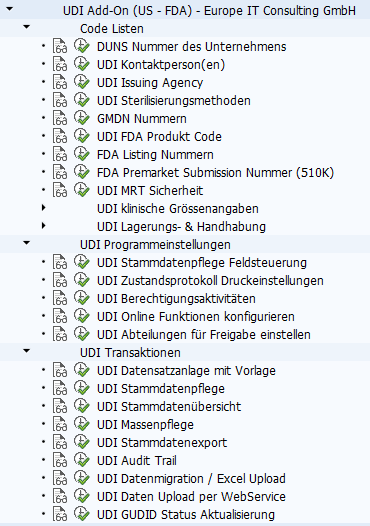 UDI Add-On (US - FDA) - Europe IT Consulting GmbH
Code Listen
DUNS Nummer des Unternehmens
UDI Kontaktperson(en)
UDI Issuing Agency
UDI Sterilisierungsmethoden
GMDN Nummern
UDI FDA Produkt Code
FDA Listing Nummern
FDA Premarket Submission Nummer (510K)
UDI MRT Sicherheit
UDI klinische Grössenangaben
UDI Lagerungs- & Handhabung
UDI Programmeinstellungen
UDI Stammdatenpflege Feldsteuerung
UDI Zustandsprotokoll Druckeinstellungen
UDI Berechtigungsaktivitäten
UDI Online Funktionen konfigurieren
UDI Abteilungen für Freigabe einstellen
UDI Transaktionen
UDI Datensatzanlage mit Vorlage
UDI Stammdatenpflege
UDI Stammdatenübersicht
UDI Massenpflege
UDI Stammdatenexport
UDI Audit Trail
UDI Datenmigration / Excel Upload
UDI Daten Upload per WebService
UDI GUDID Status Aktualisierung